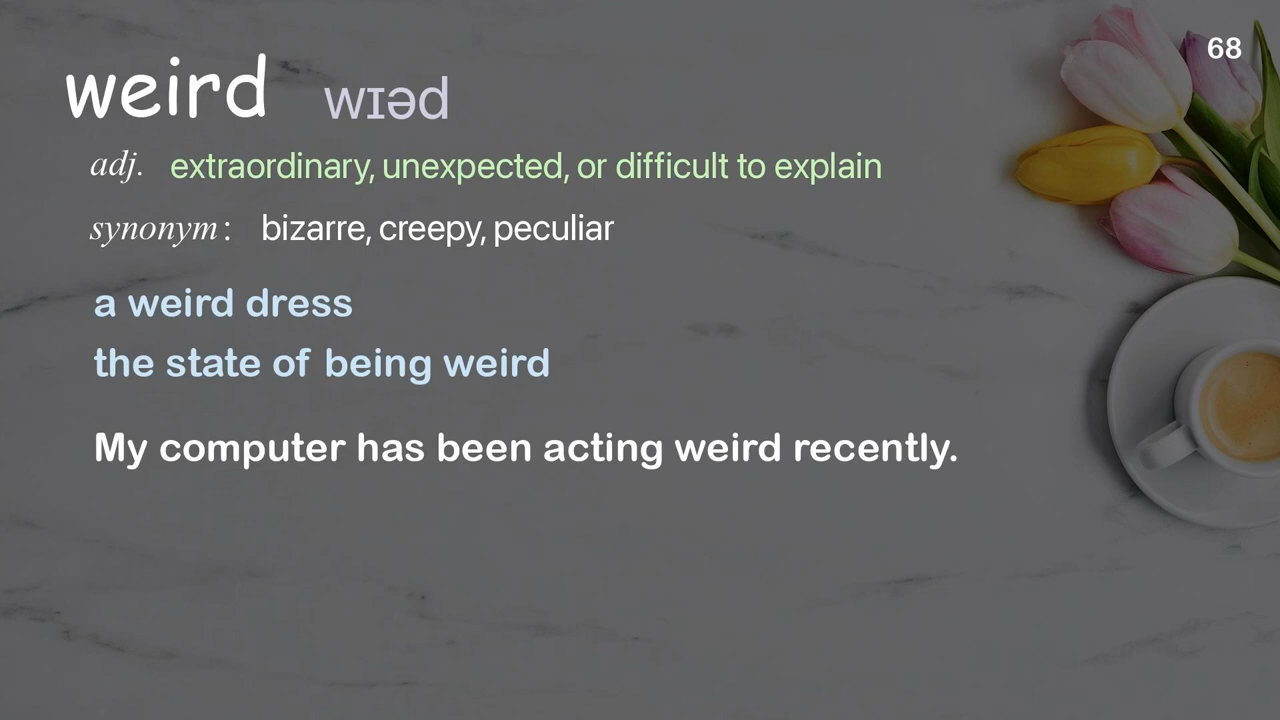 68
weird wɪəd
adj. extraordinary, unexpected, or difficult to explain
synonym : bizarre, creepy, peculiar
a weird dress
the state of being weird
My computer has been acting weird recently.